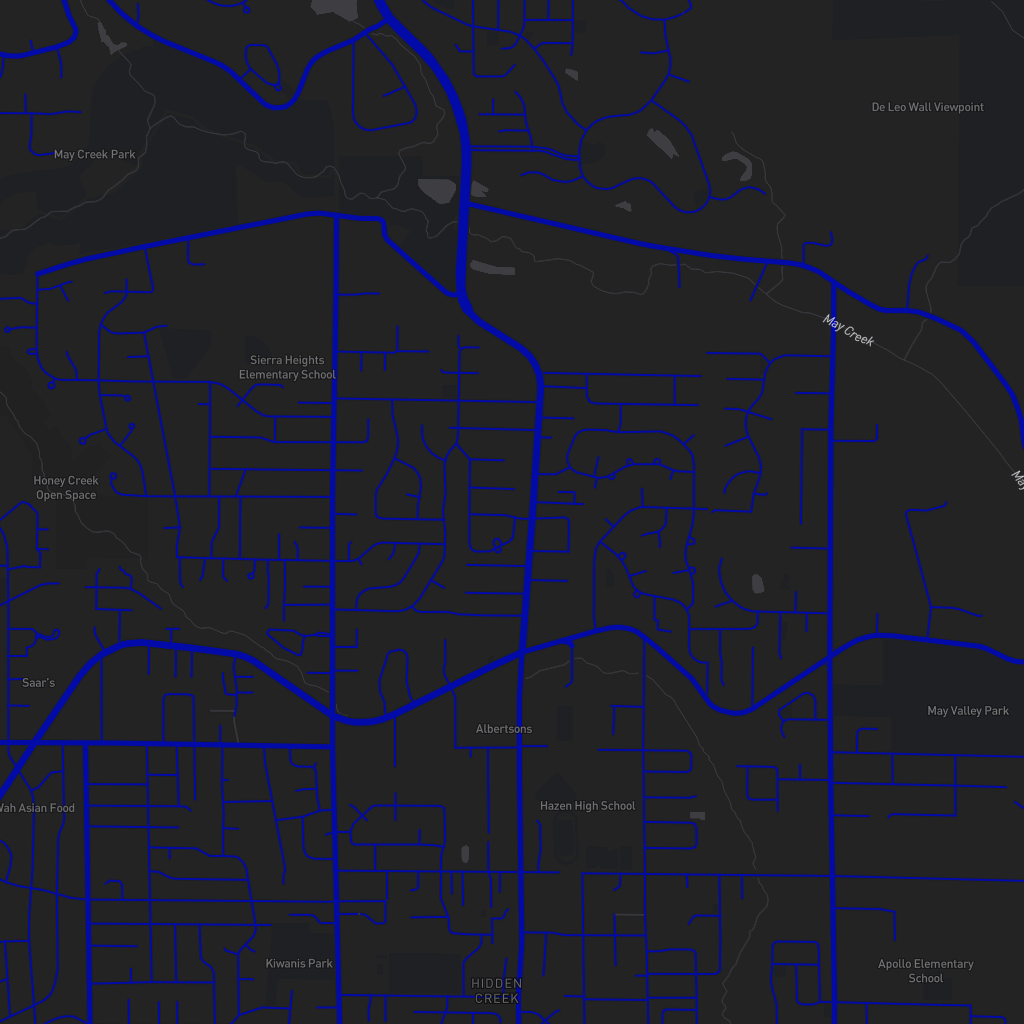 De Leo Wall Viewpoint
May Creek Park
May Creek
Sierra Heights
Elementary School
Honey Creek
Open Space
May
Saar's
May Valley Park
Albertsons
Wah Asian Food
Hazen High School
Kiwanis Park
Apollo Elementary
School
HIDDEN
CREEK